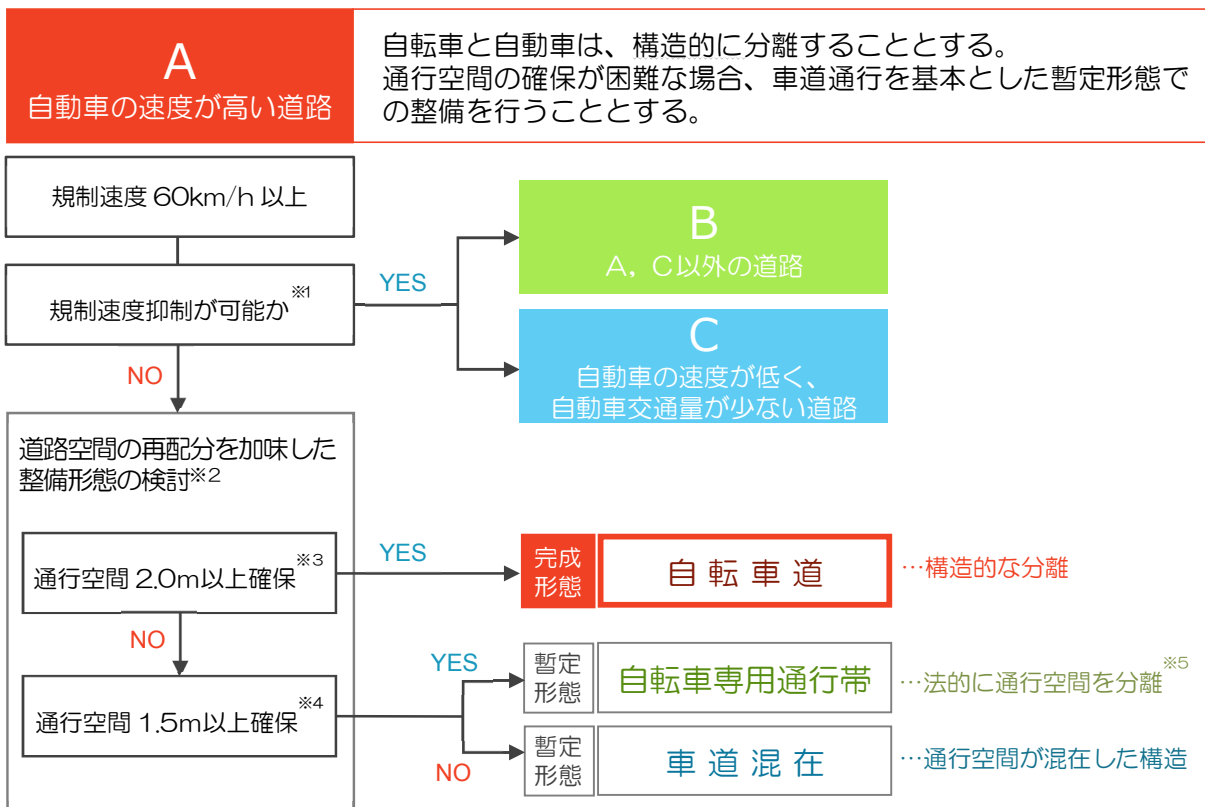 A
自動車の速度が高い道路
自転車と自動車は、構造的に分離することとする。
通行空間の確保が困難な場合、車道通行を基本とした暫定形態で
の整備を行うこととする。
規制速度 60km/h 以上
規制速度抑制が可能か※1
YES
B
A，C以外の道路
C
自動車の速度が低く、
自動車交通量が少ない道路
NO
道路空間の再配分を加味した
整備形態の検討※2
通行空間 2.0m以上確保※3
YES
完成
形態
自転車道
…構造的な分離
NO
通行空間 1.5m以上確保※4
YES
暫定
形態
自転車専用通行帯
…法的に通行空間を分離※5
NO
暫定
形態
車道混在
…通行空間が混在した構造